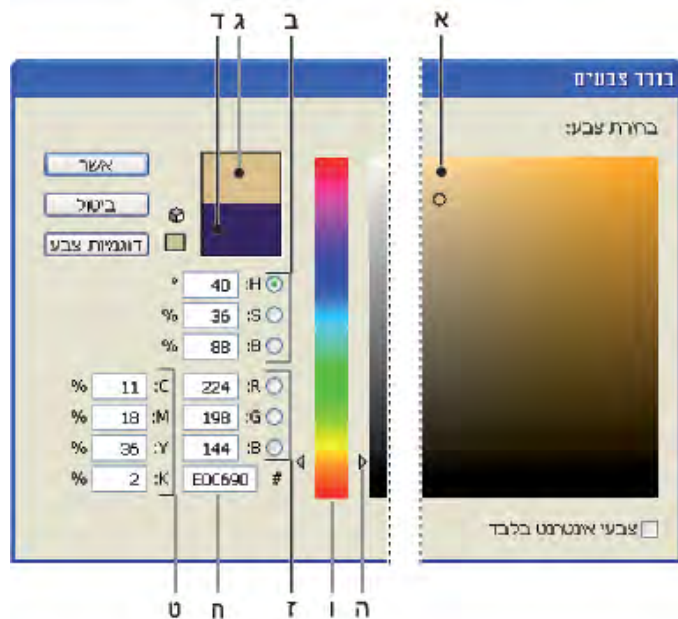 א ב ג ד
בורר צבעים
בחירת צבע:
אשר
ביטול
דוגמיות צבע
H: 40 °
S: 36 %
B: 88 %
R: 224 C: 11 %
G: 198 M: 18 %
B: 144 Y: 36 %
# E0C690 K: 2 %
צבעי אינטרנט בלבד
ה ו ז ח ט